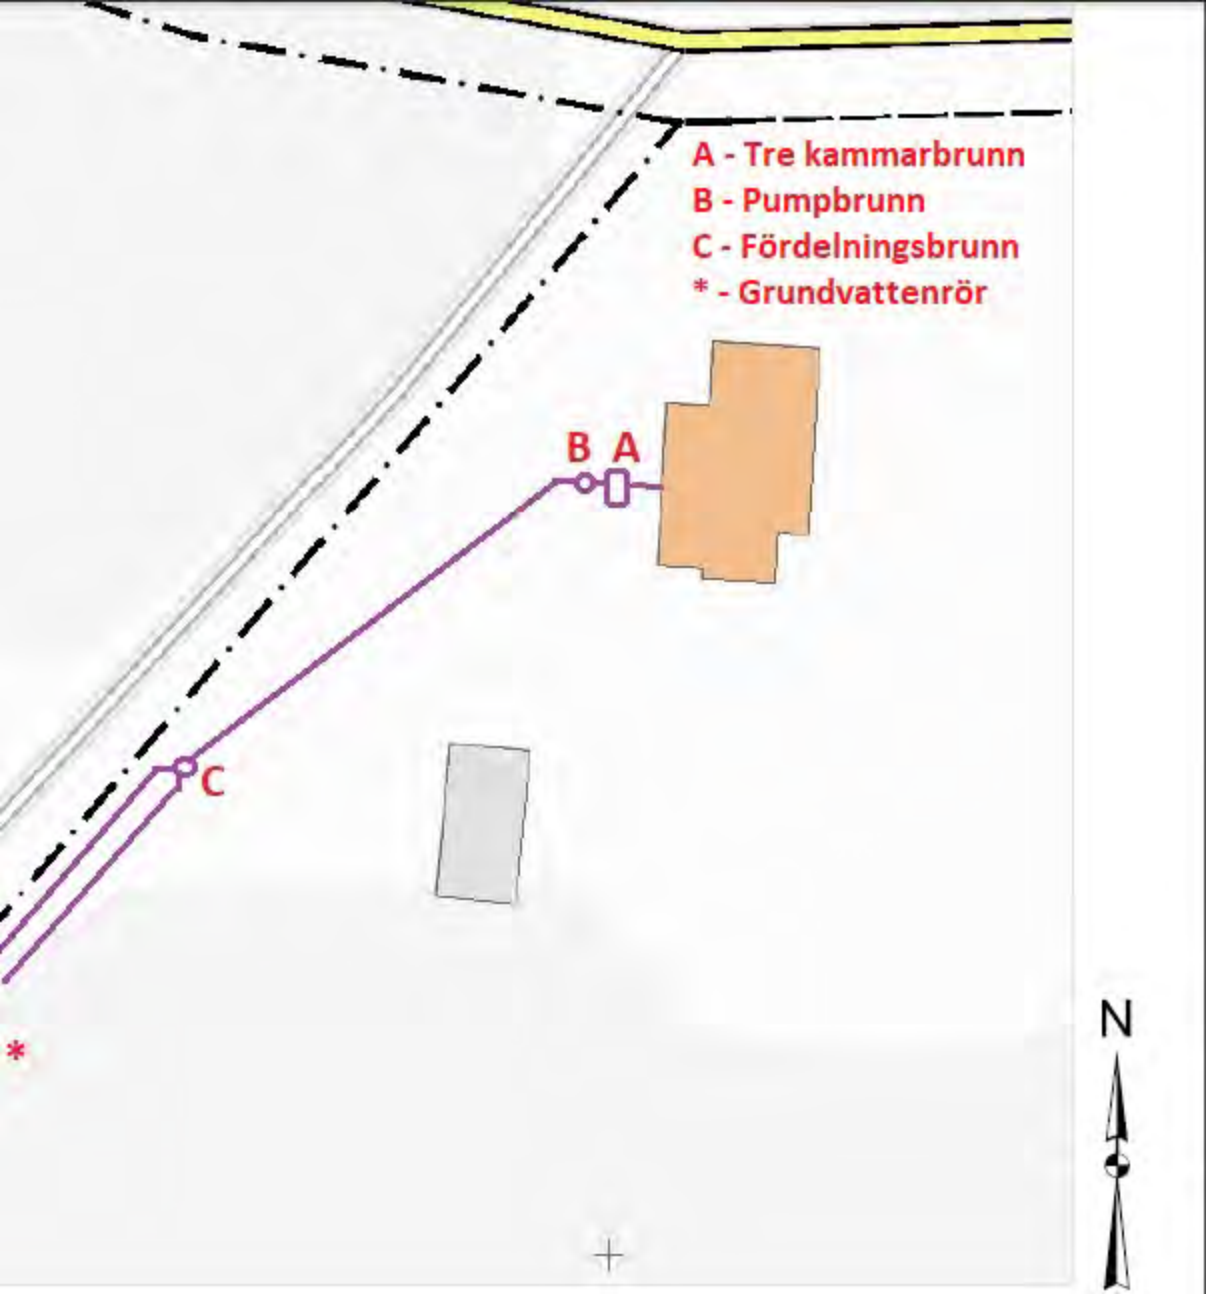 A - Tre kammarbrunn
B - Pumpbrunn
C - Fördelningsbrunn
* - Grundvattenrör
B A
C
*
N